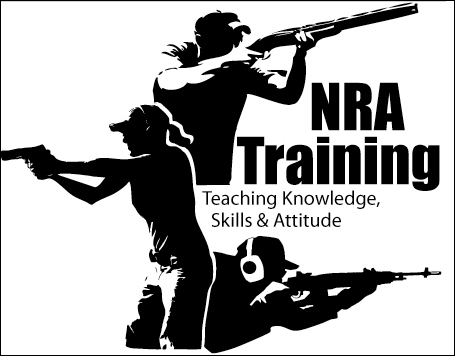 NRA
Training
Teaching Knowledge,
Skills & Attitude